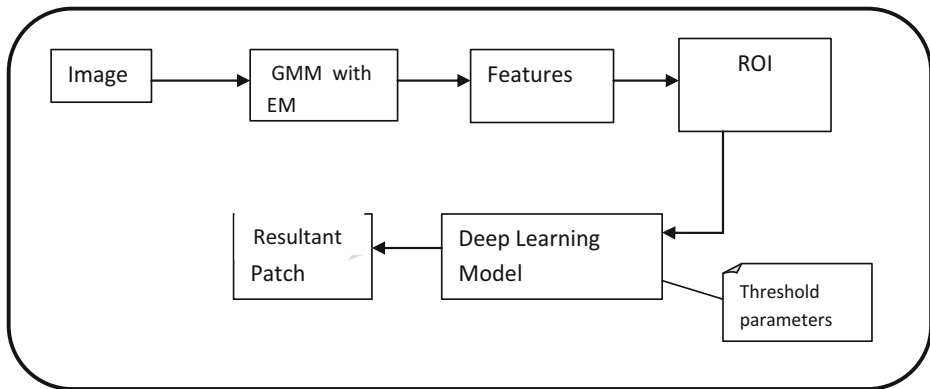 Image
GMM with
EM
Features
ROI
Resultant
Patch
Deep Learning
Model
Threshold
parameters